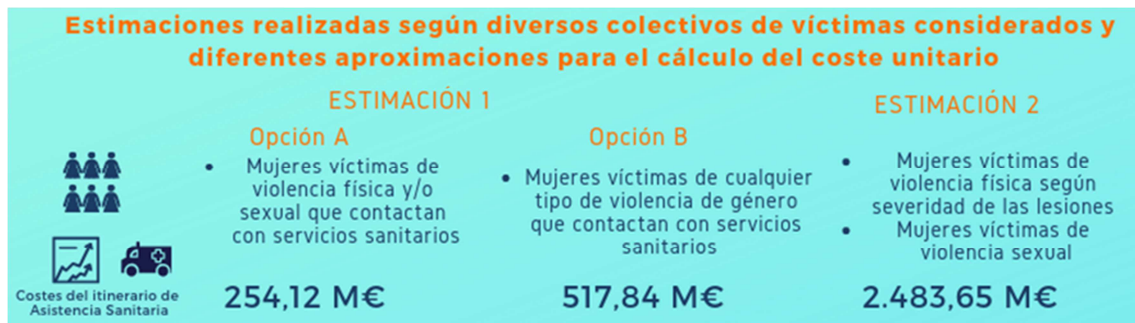 Estimaciones realizadas según diversos colectivos de víctimas considerados y
diferentes aproximaciones para el cálculo del coste unitario
ESTIMACIÓN 1
Opción A
• Mujeres víctimas de
violencia física y/o
sexual que contactan
con servicios sanitarios
254,12 M€
Opción B
• Mujeres víctimas de cualquier
tipo de violencia de género
que contactan con servicios
sanitarios
517,84 M€
ESTIMACIÓN 2
• Mujeres víctimas de
violencia física según
severidad de las lesiones
• Mujeres víctimas de
violencia sexual
2.483,65 M€
Costes del itinerario de
Asistencia Sanitaria